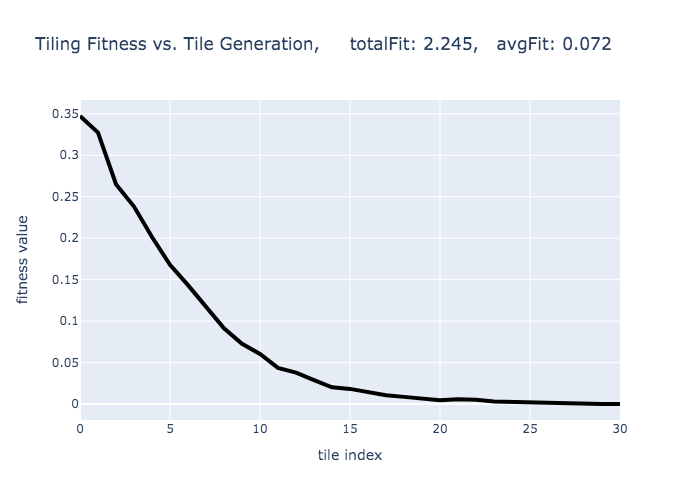 Tiling Fitness vs. Tile Generation,     totalFit: 2.245,   avgFit: 0.072
0.35
0.3
0.25
0.2
0.15
0.1
0.05
0
fitness value
0 5 10 15 20 25 30
tile index